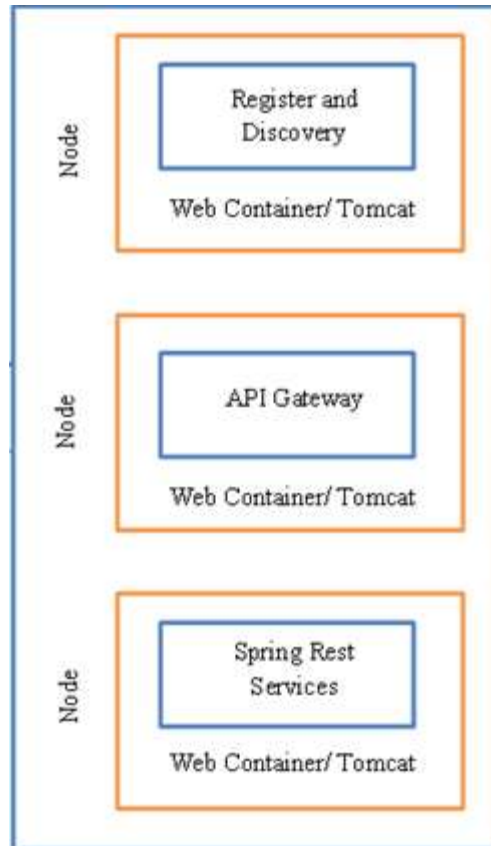 Node
Register and
Discovery
Web Container/ Tomcat
Node
API Gateway
Web Container/ Tomcat
Node
Spring Rest
Services
Web Container/ Tomcat